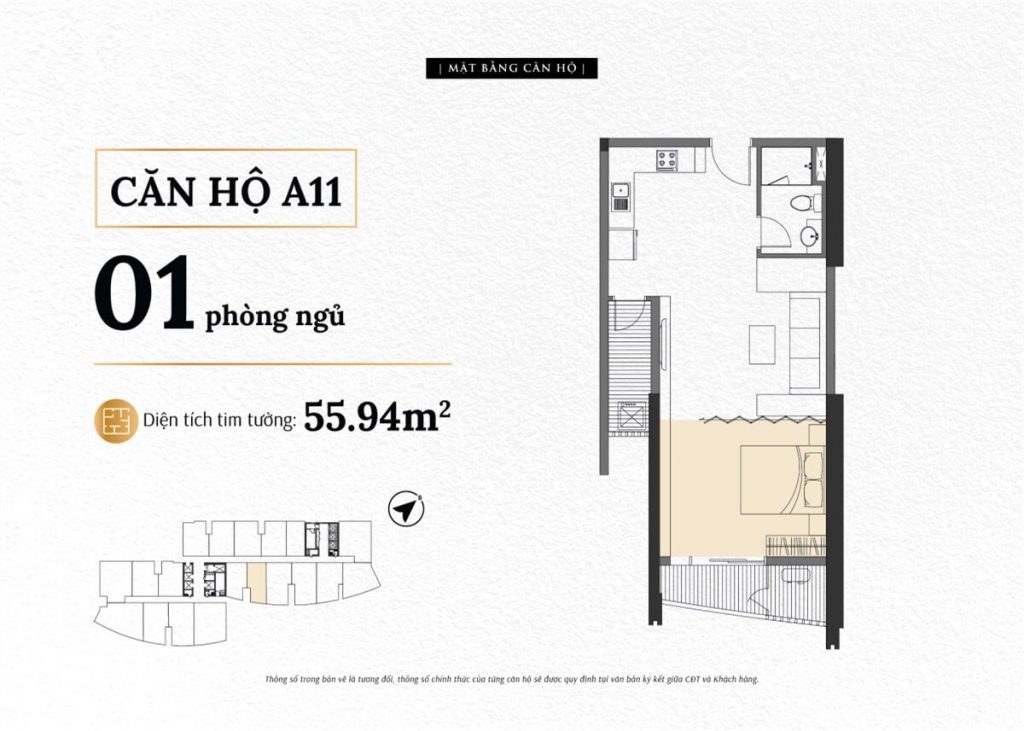 | MẶT BẰNG CĂN HỘ |
CĂN HỘ A11
01 phòng ngủ
Diện tích tim tường: 55.94m²
B
Thông số trong bản vẽ là tương đối, thông số chính thức của từng căn hộ sẽ được quy định tại văn bản ký kết giữa CĐT và Khách hàng.